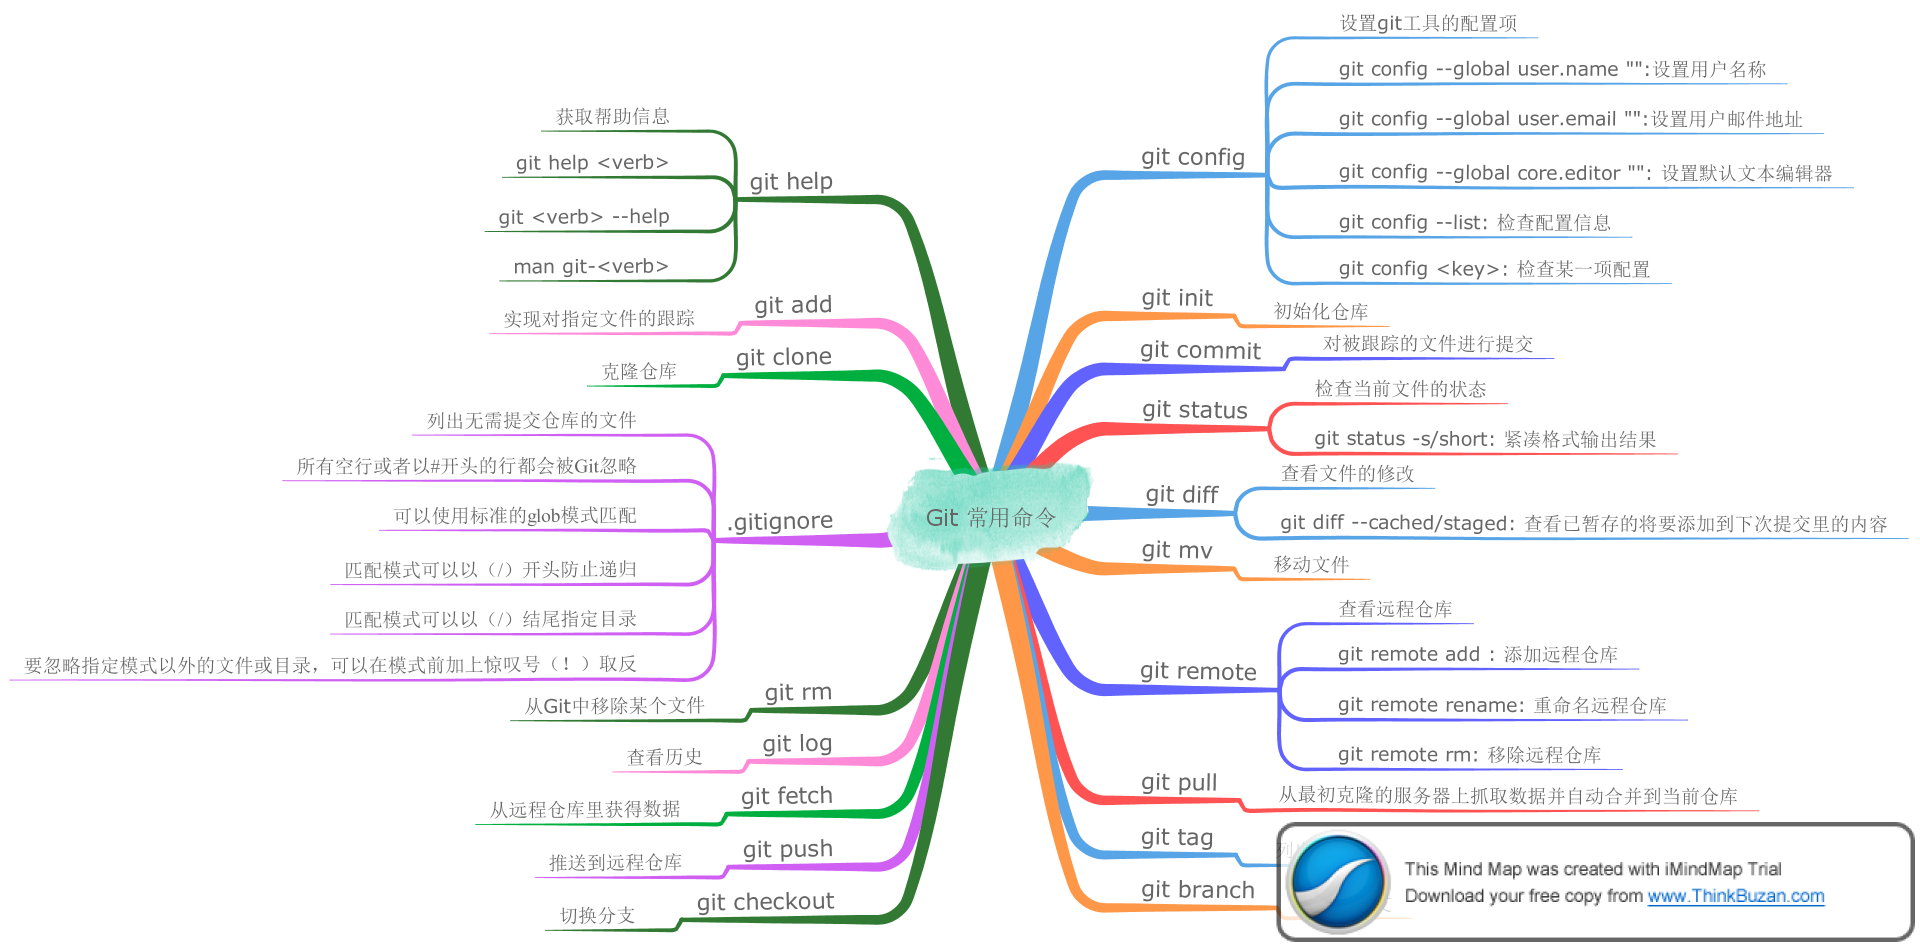 Git 常用命令
git config
设置git工具的配置项
git config --global user.name "":设置用户名称
git config --global user.email "":设置用户邮件地址
git config --global core.editor "": 设置默认文本编辑器
git config --list: 检查配置信息
git config <key>: 检查某一项配置
git init
初始化仓库
git commit
对被跟踪的文件进行提交
git status
检查当前文件的状态
git status -s/short: 紧凑格式输出结果
git diff
查看文件的修改
git diff --cached/staged: 查看已暂存的将要添加到下次提交里的内容
git mv
移动文件
git remote
查看远程仓库
git remote add : 添加远程仓库
git remote rename: 重命名远程仓库
git remote rm: 移除远程仓库
git pull
从最初克隆的服务器上抓取数据并自动合并到当前仓库
git tag
git branch
git help
获取帮助信息
git help <verb>
git <verb> --help
man git-<verb>
git add
实现对指定文件的跟踪
git clone
克隆仓库
.gitignore
列出无需提交仓库的文件
所有空行或者以#开头的行都会被Git忽略
可以使用标准的glob模式匹配
匹配模式可以以（/）开头防止递归
匹配模式可以以（/）结尾指定目录
要忽略指定模式以外的文件或目录，可以在模式前加上惊叹号（！）取反
git rm
从Git中移除某个文件
git log
查看历史
git fetch
从远程仓库里获得数据
git push
推送到远程仓库
git checkout
切换分支
This Mind Map was created with iMindMap Trial
Download your free copy from www.ThinkBuzan.com